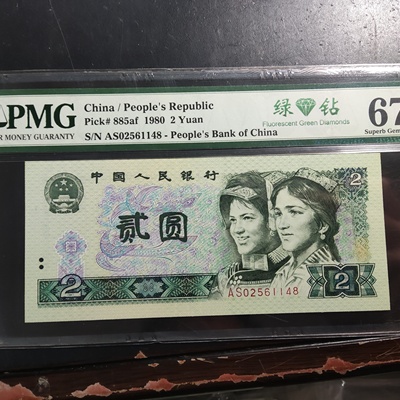 PMG
R MONEY GUARANTY
China / People's Republic
Pick# 885af 1980 2 Yuan
S/N AS02561148 - People's Bank of China
绿 钻
Fluorescent Green Diamonds
67
Superb Gem
中国人民银行
贰圆
2
2
2
AS02561148